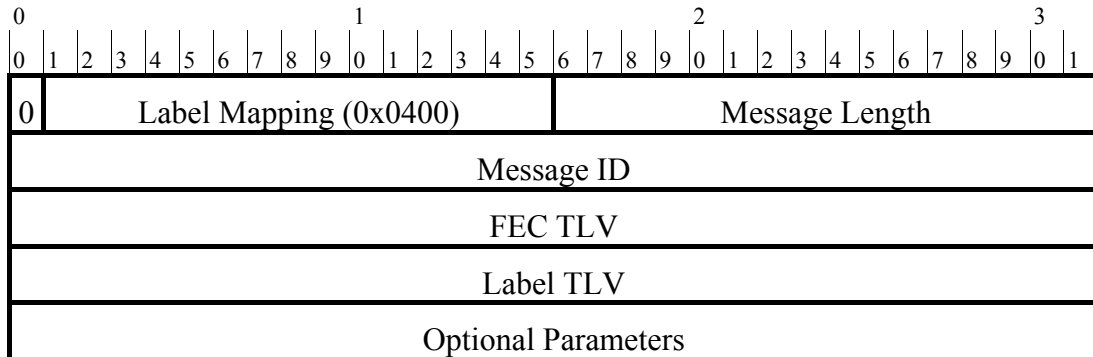 0 1 2 3
0 1 2 3 4 5 6 7 8 9 0 1 2 3 4 5 6 7 8 9 0 1 2 3 4 5 6 7 8 9 0 1
0 Label Mapping (0x0400) Message Length
Message ID
FEC TLV
Label TLV
Optional Parameters